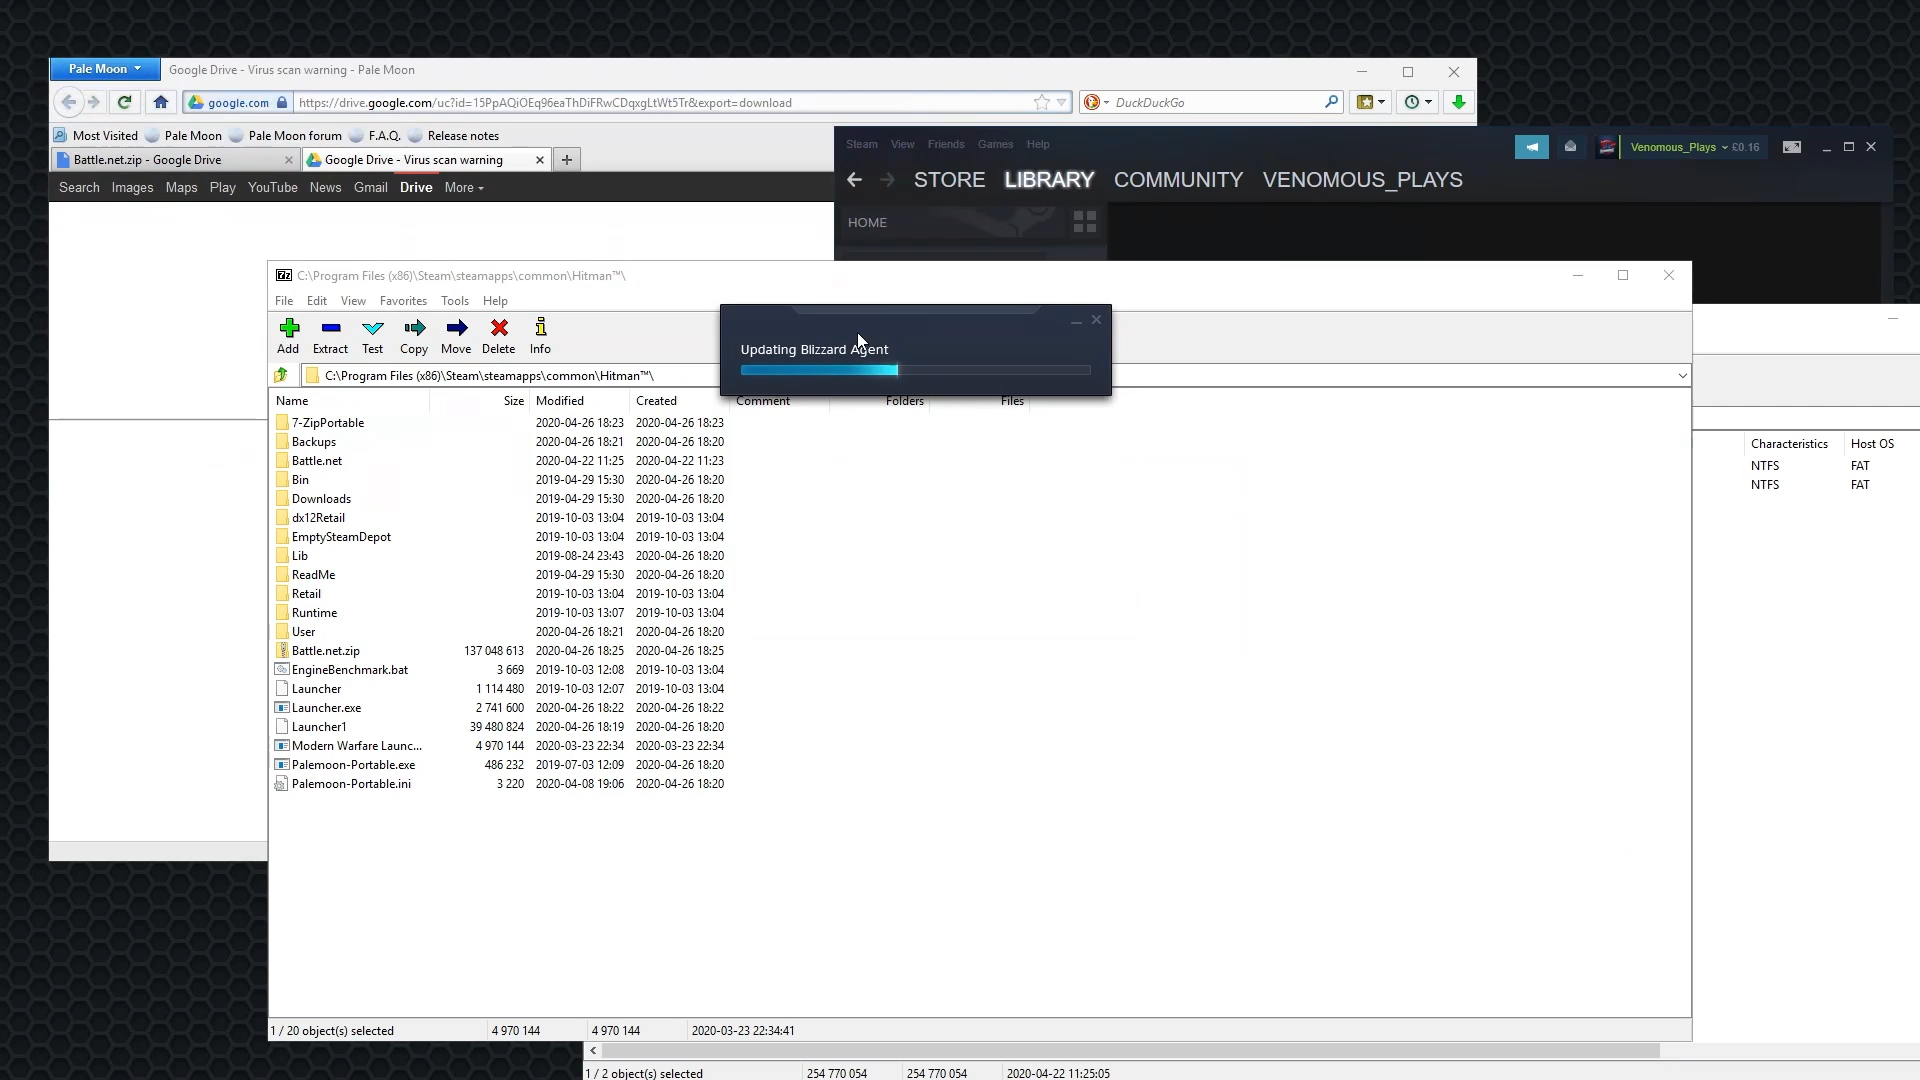 Pale Moon
Google Drive - Virus scan warning - Pale Moon
google.com
https://drive.google.com/uc?id=15PpAQiOEq96eaThDiFRwCDqxgLtWt5Tr&export=download
DuckDuckGo
Most Visited Pale Moon Pale Moon forum F.A.Q. Release notes
Battle.net.zip - Google Drive
Google Drive - Virus scan warning
Search Images Maps Play YouTube News Gmail Drive More
Steam View Friends Games Help
Venomous_Plays £0.16
STORE LIBRARY COMMUNITY VENOMOUS_PLAYS
HOME
7z C:\Program Files (x86)\Steam\steamapps\common\Hitman™\
File Edit View Favorites Tools Help
Add Extract Test Copy Move Delete Info
Updating Blizzard Agent
C:\Program Files (x86)\Steam\steamapps\common\Hitman™\
Name Size Modified Created Comment Folders Files
7-ZipPortable 2020-04-26 18:23 2020-04-26 18:23
Backups 2020-04-26 18:21 2020-04-26 18:20
Battle.net 2020-04-22 11:25 2020-04-22 11:23
Bin 2019-04-29 15:30 2020-04-26 18:20
Downloads 2019-04-29 15:30 2020-04-26 18:20
dx12Retail 2019-10-03 13:04 2019-10-03 13:04
EmptySteamDepot 2019-10-03 13:04 2019-10-03 13:04
Lib 2019-08-24 23:43 2020-04-26 18:20
ReadMe 2019-04-29 15:30 2020-04-26 18:20
Retail 2019-10-03 13:04 2019-10-03 13:04
Runtime 2019-10-03 13:07 2019-10-03 13:04
User 2020-04-26 18:21 2020-04-26 18:20
Battle.net.zip 137 048 613 2020-04-26 18:25 2020-04-26 18:25
EngineBenchmark.bat 3 669 2019-10-03 12:08 2019-10-03 13:04
Launcher 1 114 480 2019-10-03 12:07 2019-10-03 13:04
Launcher.exe 2 741 600 2020-04-26 18:22 2020-04-26 18:22
Launcher1 39 480 824 2020-04-26 18:19 2020-04-26 18:20
Modern Warfare Launc... 4 970 144 2020-03-23 22:34 2020-03-23 22:34
Palemoon-Portable.exe 486 232 2019-07-03 12:09 2020-04-26 18:20
Palemoon-Portable.ini 3 220 2020-04-08 19:06 2020-04-26 18:20
Characteristics Host OS
NTFS FAT
NTFS FAT
1 / 20 object(s) selected 4 970 144 4 970 144 2020-03-23 22:34:41
1 / 2 object(s) selected 254 770 054 254 770 054 2020-04-22 11:25:05